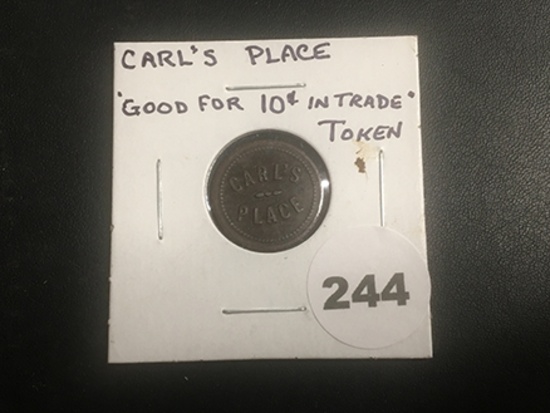 CARL'S PLACE
"GOOD FOR 10¢ IN TRADE"
TOKEN
CARL'S
PLACE
244